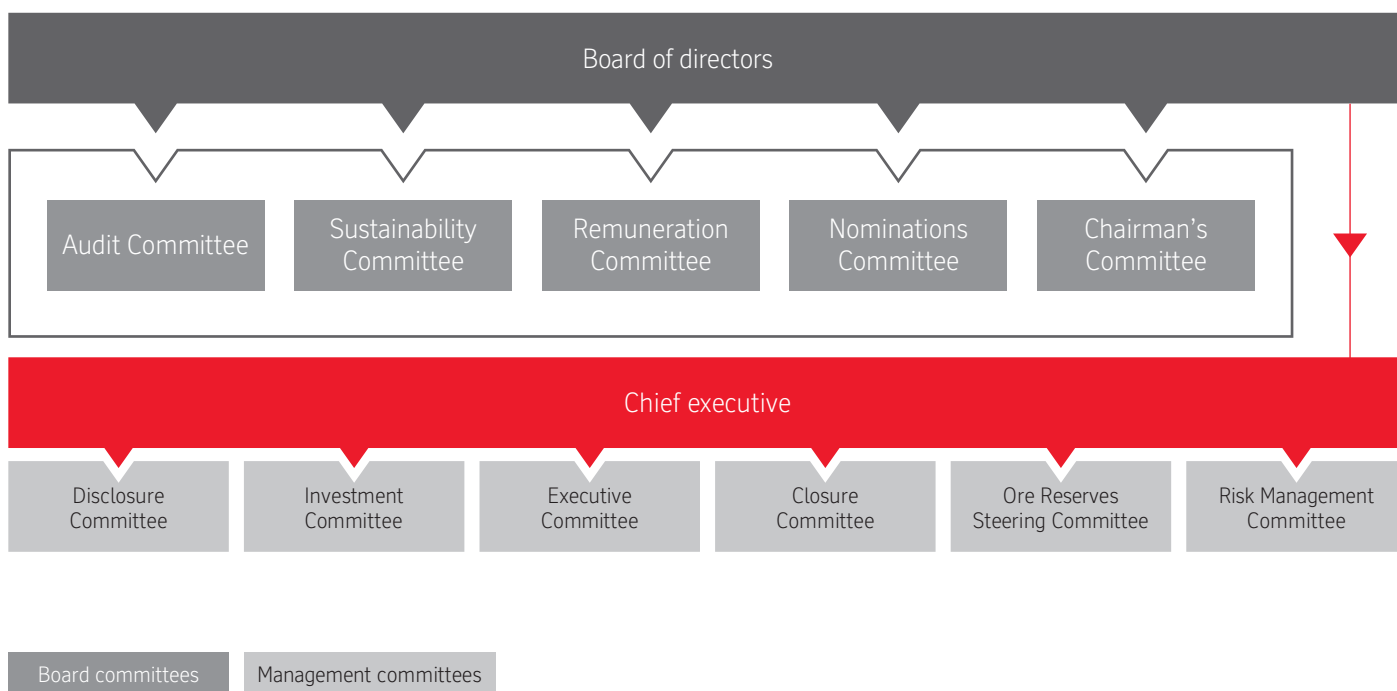 Board of directors
Audit Committee
Sustainability
Committee
Remuneration
Committee
Nominations
Committee
Chairman’s
Committee
Chief executive
Disclosure
Committee
Investment
Committee
Executive
Committee
Closure
Committee
Ore Reserves
Steering Committee
Risk Management
Committee
Board committees
Management committees